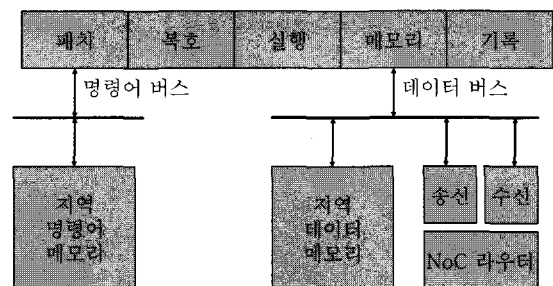 페치 복호 실행 메모리 기록
명령어 버스 데이터 버스
지역
명령어
메모리
지역
데이터
메모리
송신 수신
NoC 라우터